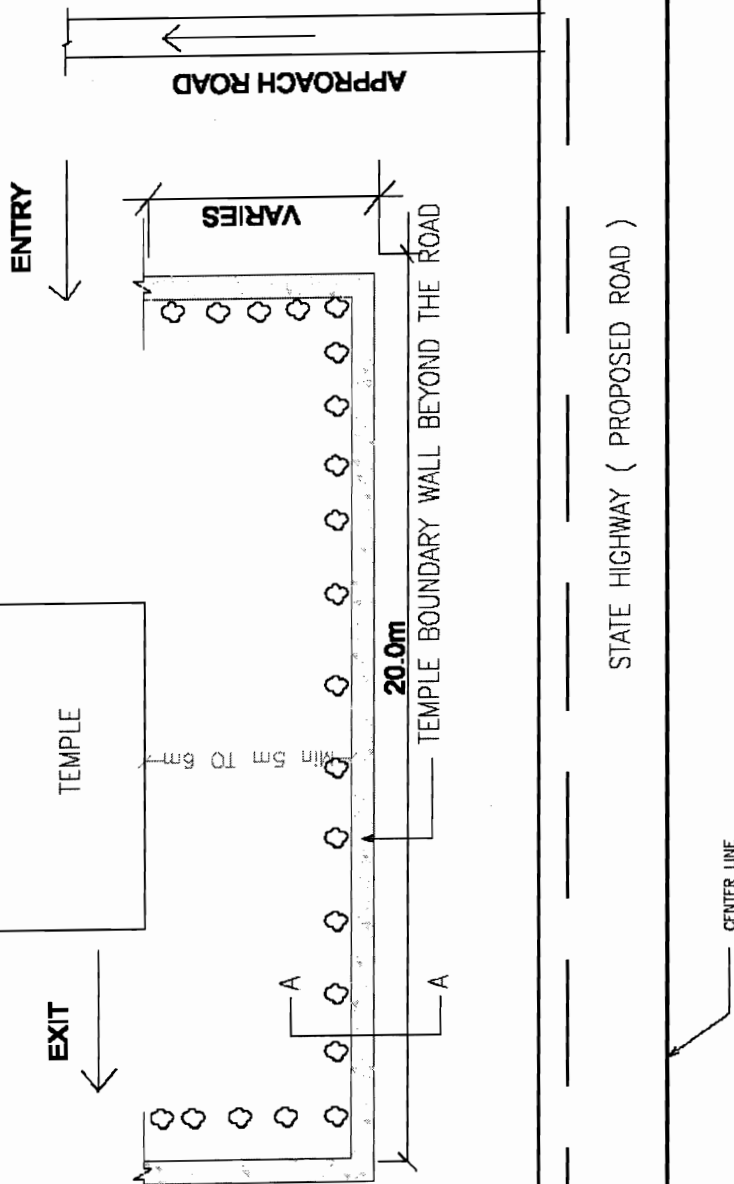 APPROACH ROAD
ENTRY
VARIES
TEMPLE BOUNDARY WALL BEYOND THE ROAD
STATE HIGHWAY ( PROPOSED ROAD )
20.0m
TEMPLE
Min 5m TO 6m
A
A
EXIT
CENTER LINE